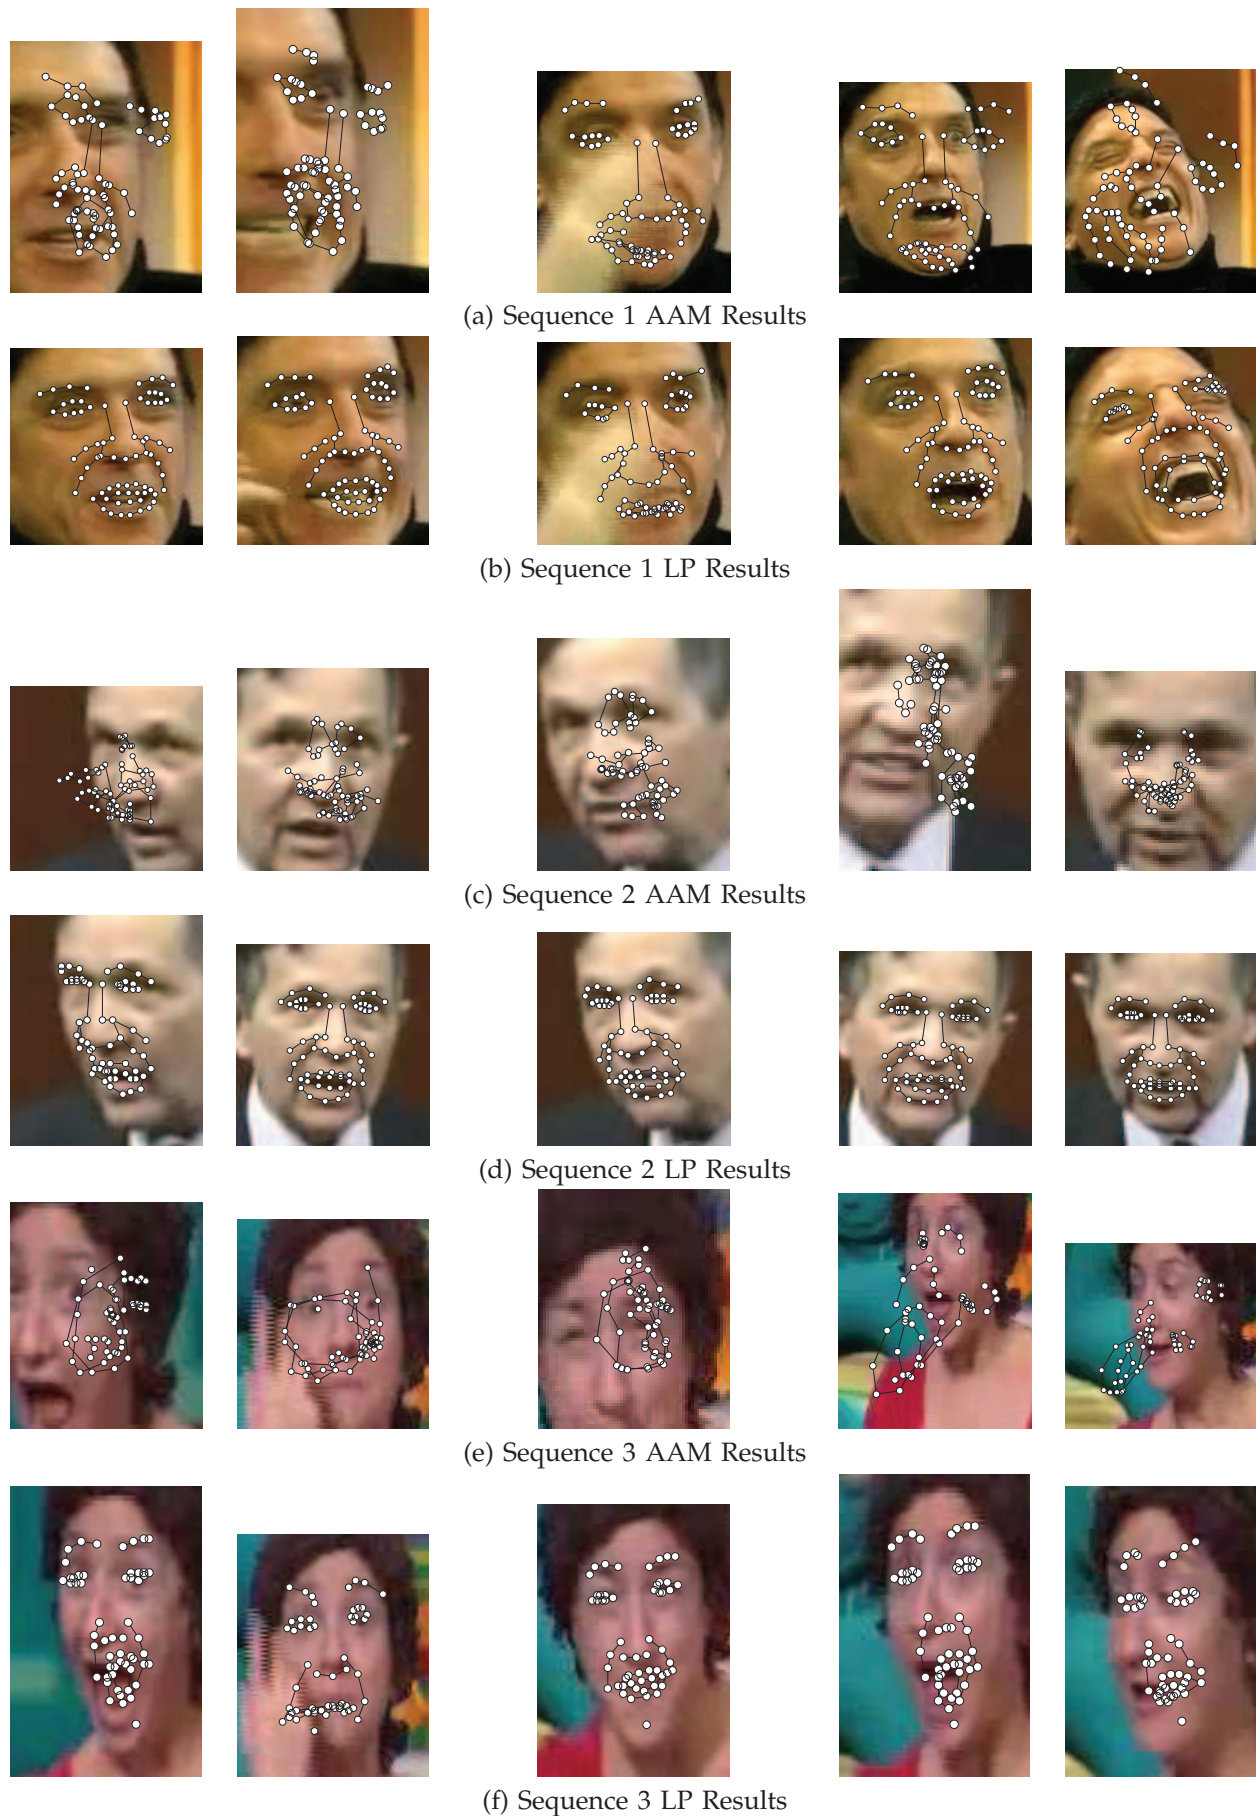 (a) Sequence 1 AAM Results
(b) Sequence 1 LP Results
(c) Sequence 2 AAM Results
(d) Sequence 2 LP Results
(e) Sequence 3 AAM Results
(f) Sequence 3 LP Results